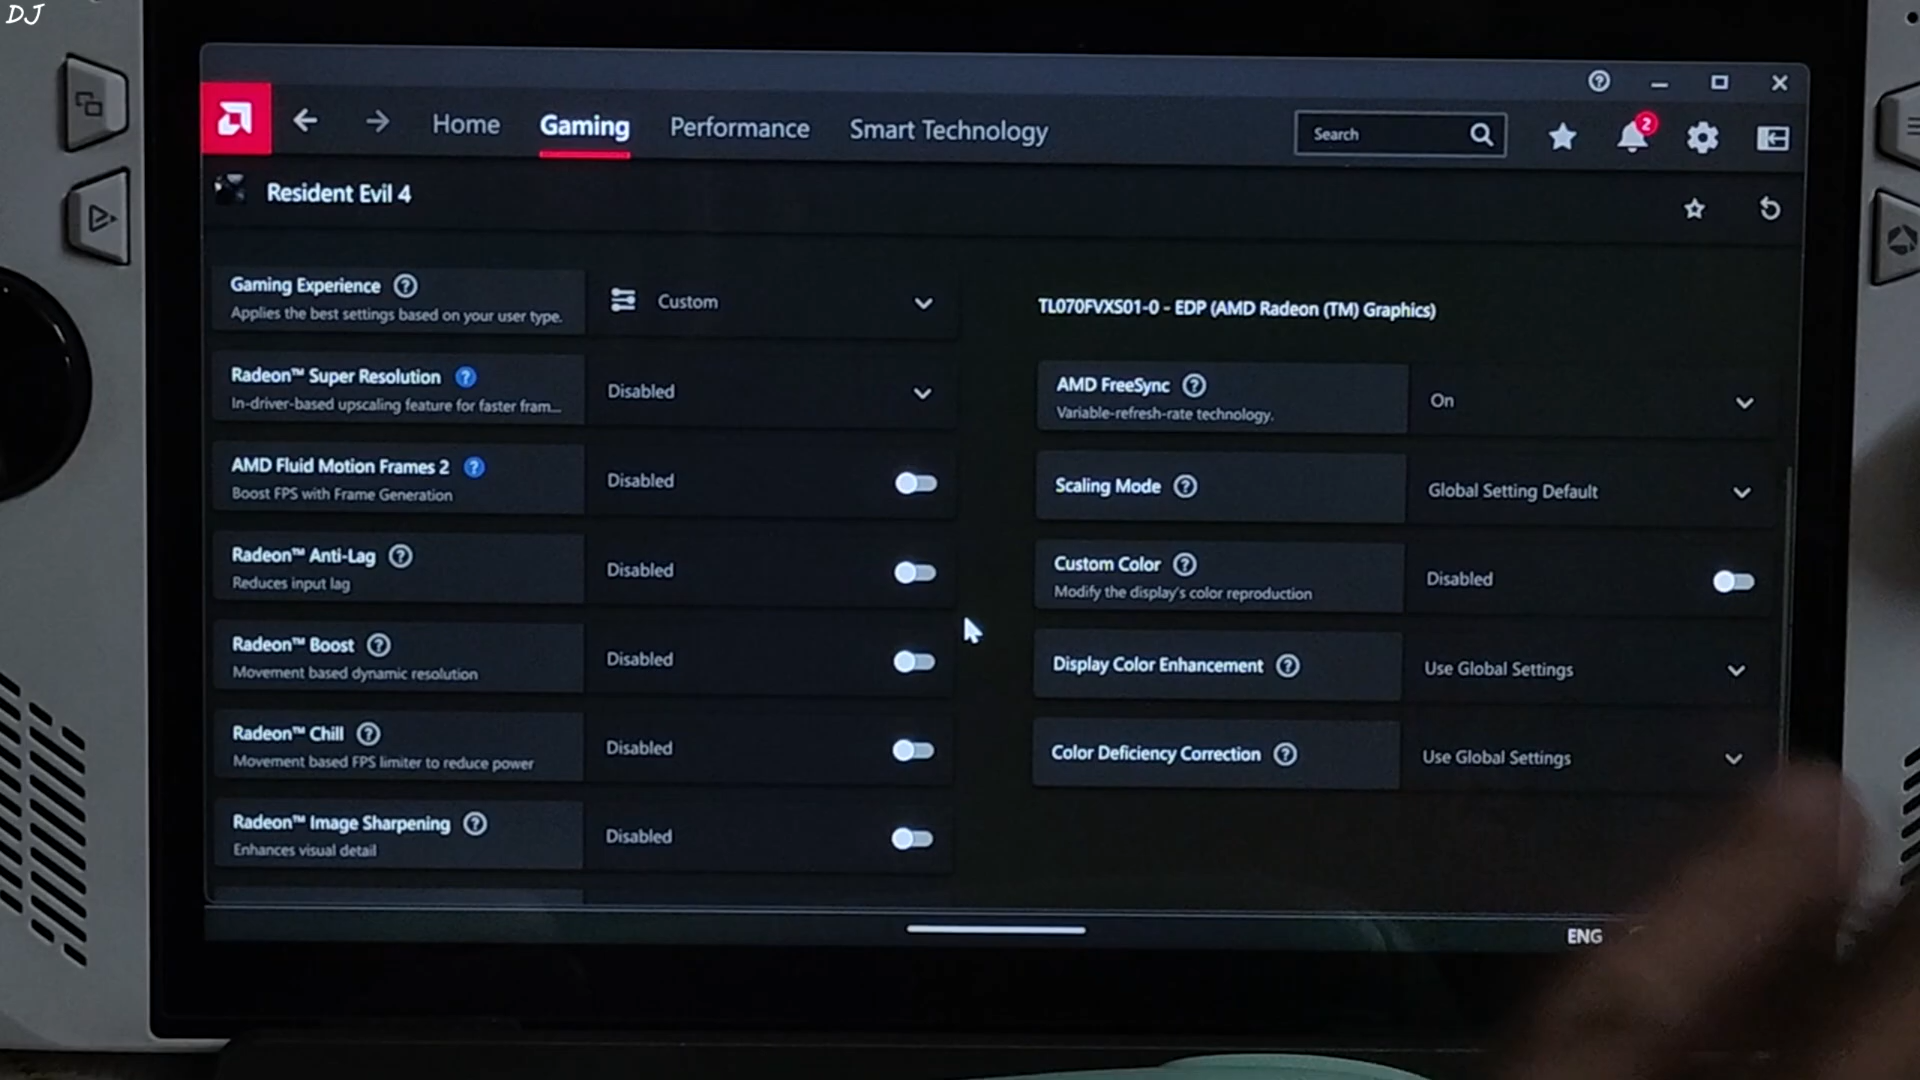 DJ
Home Gaming Performance Smart Technology Search 2
Resident Evil 4
Gaming Experience
Applies the best settings based on your user type.
Custom
Radeon™ Super Resolution
In-driver-based upscaling feature for faster fram...
Disabled
AMD Fluid Motion Frames 2
Boost FPS with Frame Generation
Disabled
Radeon™ Anti-Lag
Reduces input lag
Disabled
Radeon™ Boost
Movement based dynamic resolution
Disabled
Radeon™ Chill
Movement based FPS limiter to reduce power
Disabled
Radeon™ Image Sharpening
Enhances visual detail
Disabled
TL070FVXS01-0 - EDP (AMD Radeon (TM) Graphics)
AMD FreeSync
Variable-refresh-rate technology.
On
Scaling Mode
Global Setting Default
Custom Color
Modify the display's color reproduction
Disabled
Display Color Enhancement
Use Global Settings
Color Deficiency Correction
Use Global Settings
ENG